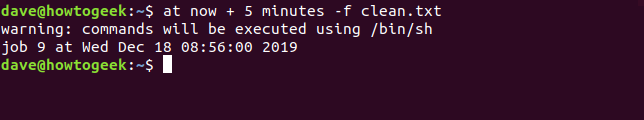 dave@howtogeek:~$ at now + 5 minutes -f clean.txt
warning: commands will be executed using /bin/sh
job 9 at Wed Dec 18 08:56:00 2019
dave@howtogeek:~$